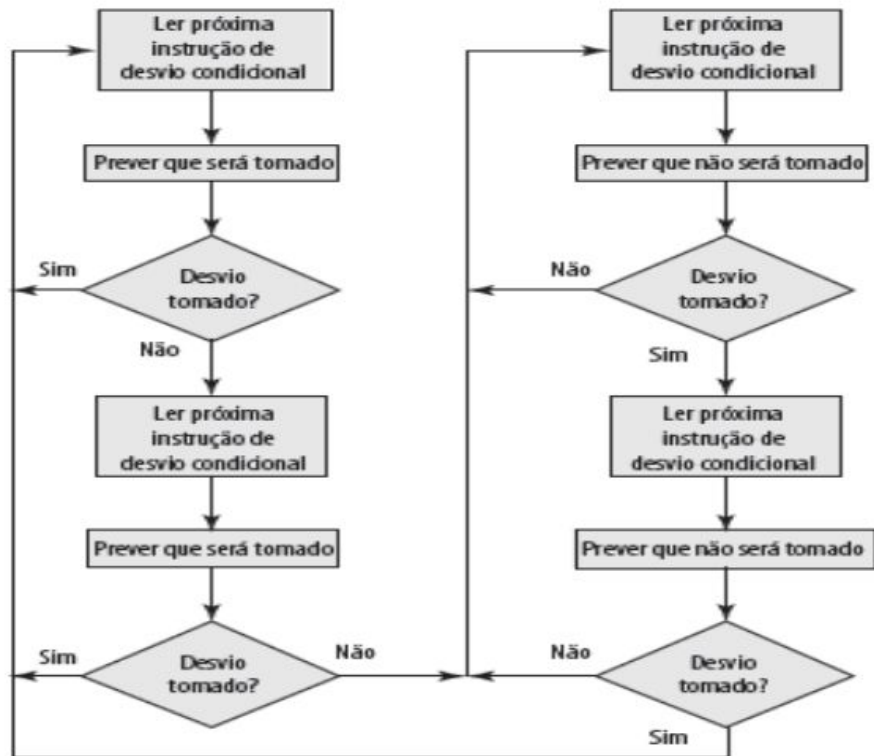 Ler próxima
instrução de
desvio condicional
Prever que será tomado
Sim
Desvio
tomado?
Não
Ler próxima
instrução de
desvio condicional
Prever que será tomado
Sim
Desvio
tomado?
Não
Ler próxima
instrução de
desvio condicional
Prever que não será tomado
Não
Desvio
tomado?
Sim
Ler próxima
instrução de
desvio condicional
Prever que não será tomado
Não
Desvio
tomado?
Sim